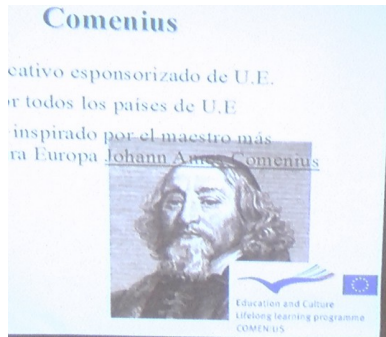 Comenius
cativo esponsorizado de U.E.
r todos los países de U.E
inspirado por el maestro más
ra Europa Johann Amos Comenius
Education and Culture
Lifelong learning programme
COMENIUS